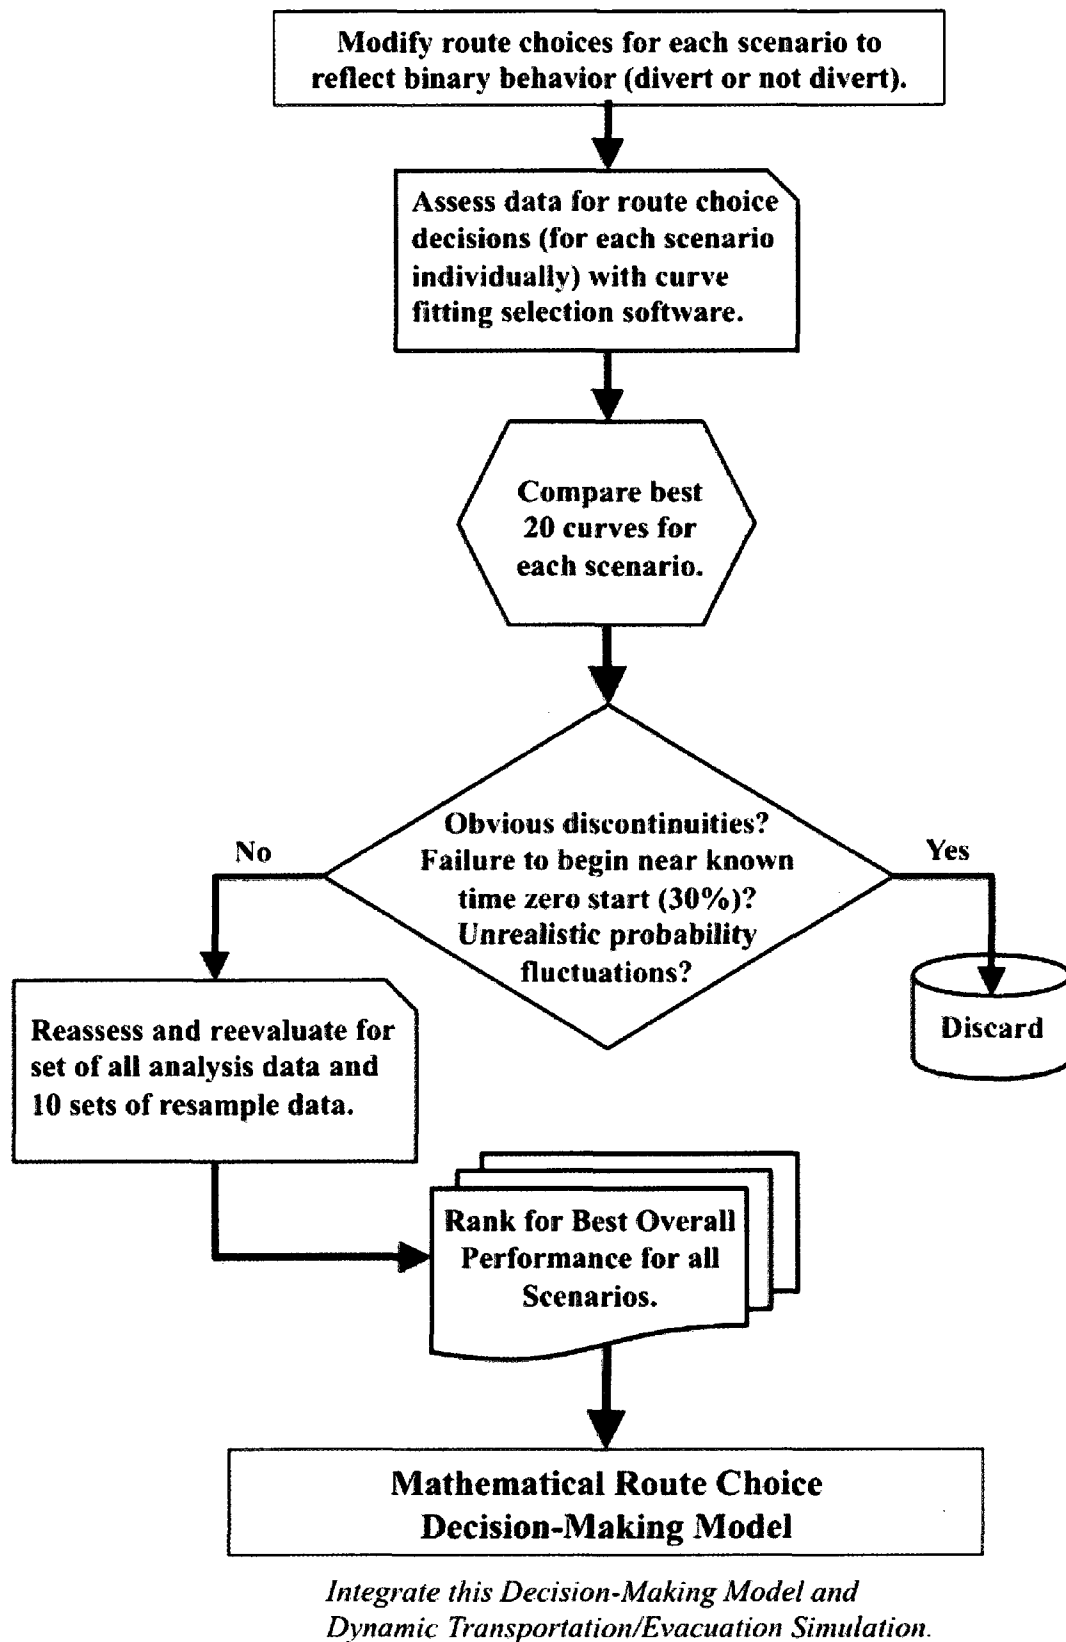 Modify route choices for each scenario to
reflect binary behavior (divert or not divert).
Assess data for route choice
decisions (for each scenario
individually) with curve
fitting selection software.
Compare best
20 curves for
each scenario.
Obvious discontinuities?
Failure to begin near known
time zero start (30%)?
Unrealistic probability
fluctuations?
No
Yes
Reassess and reevaluate for
set of all analysis data and
10 sets of resample data.
Discard
Rank for Best Overall
Performance for all
Scenarios.
Mathematical Route Choice
Decision-Making Model
Integrate this Decision-Making Model and
Dynamic Transportation/Evacuation Simulation.